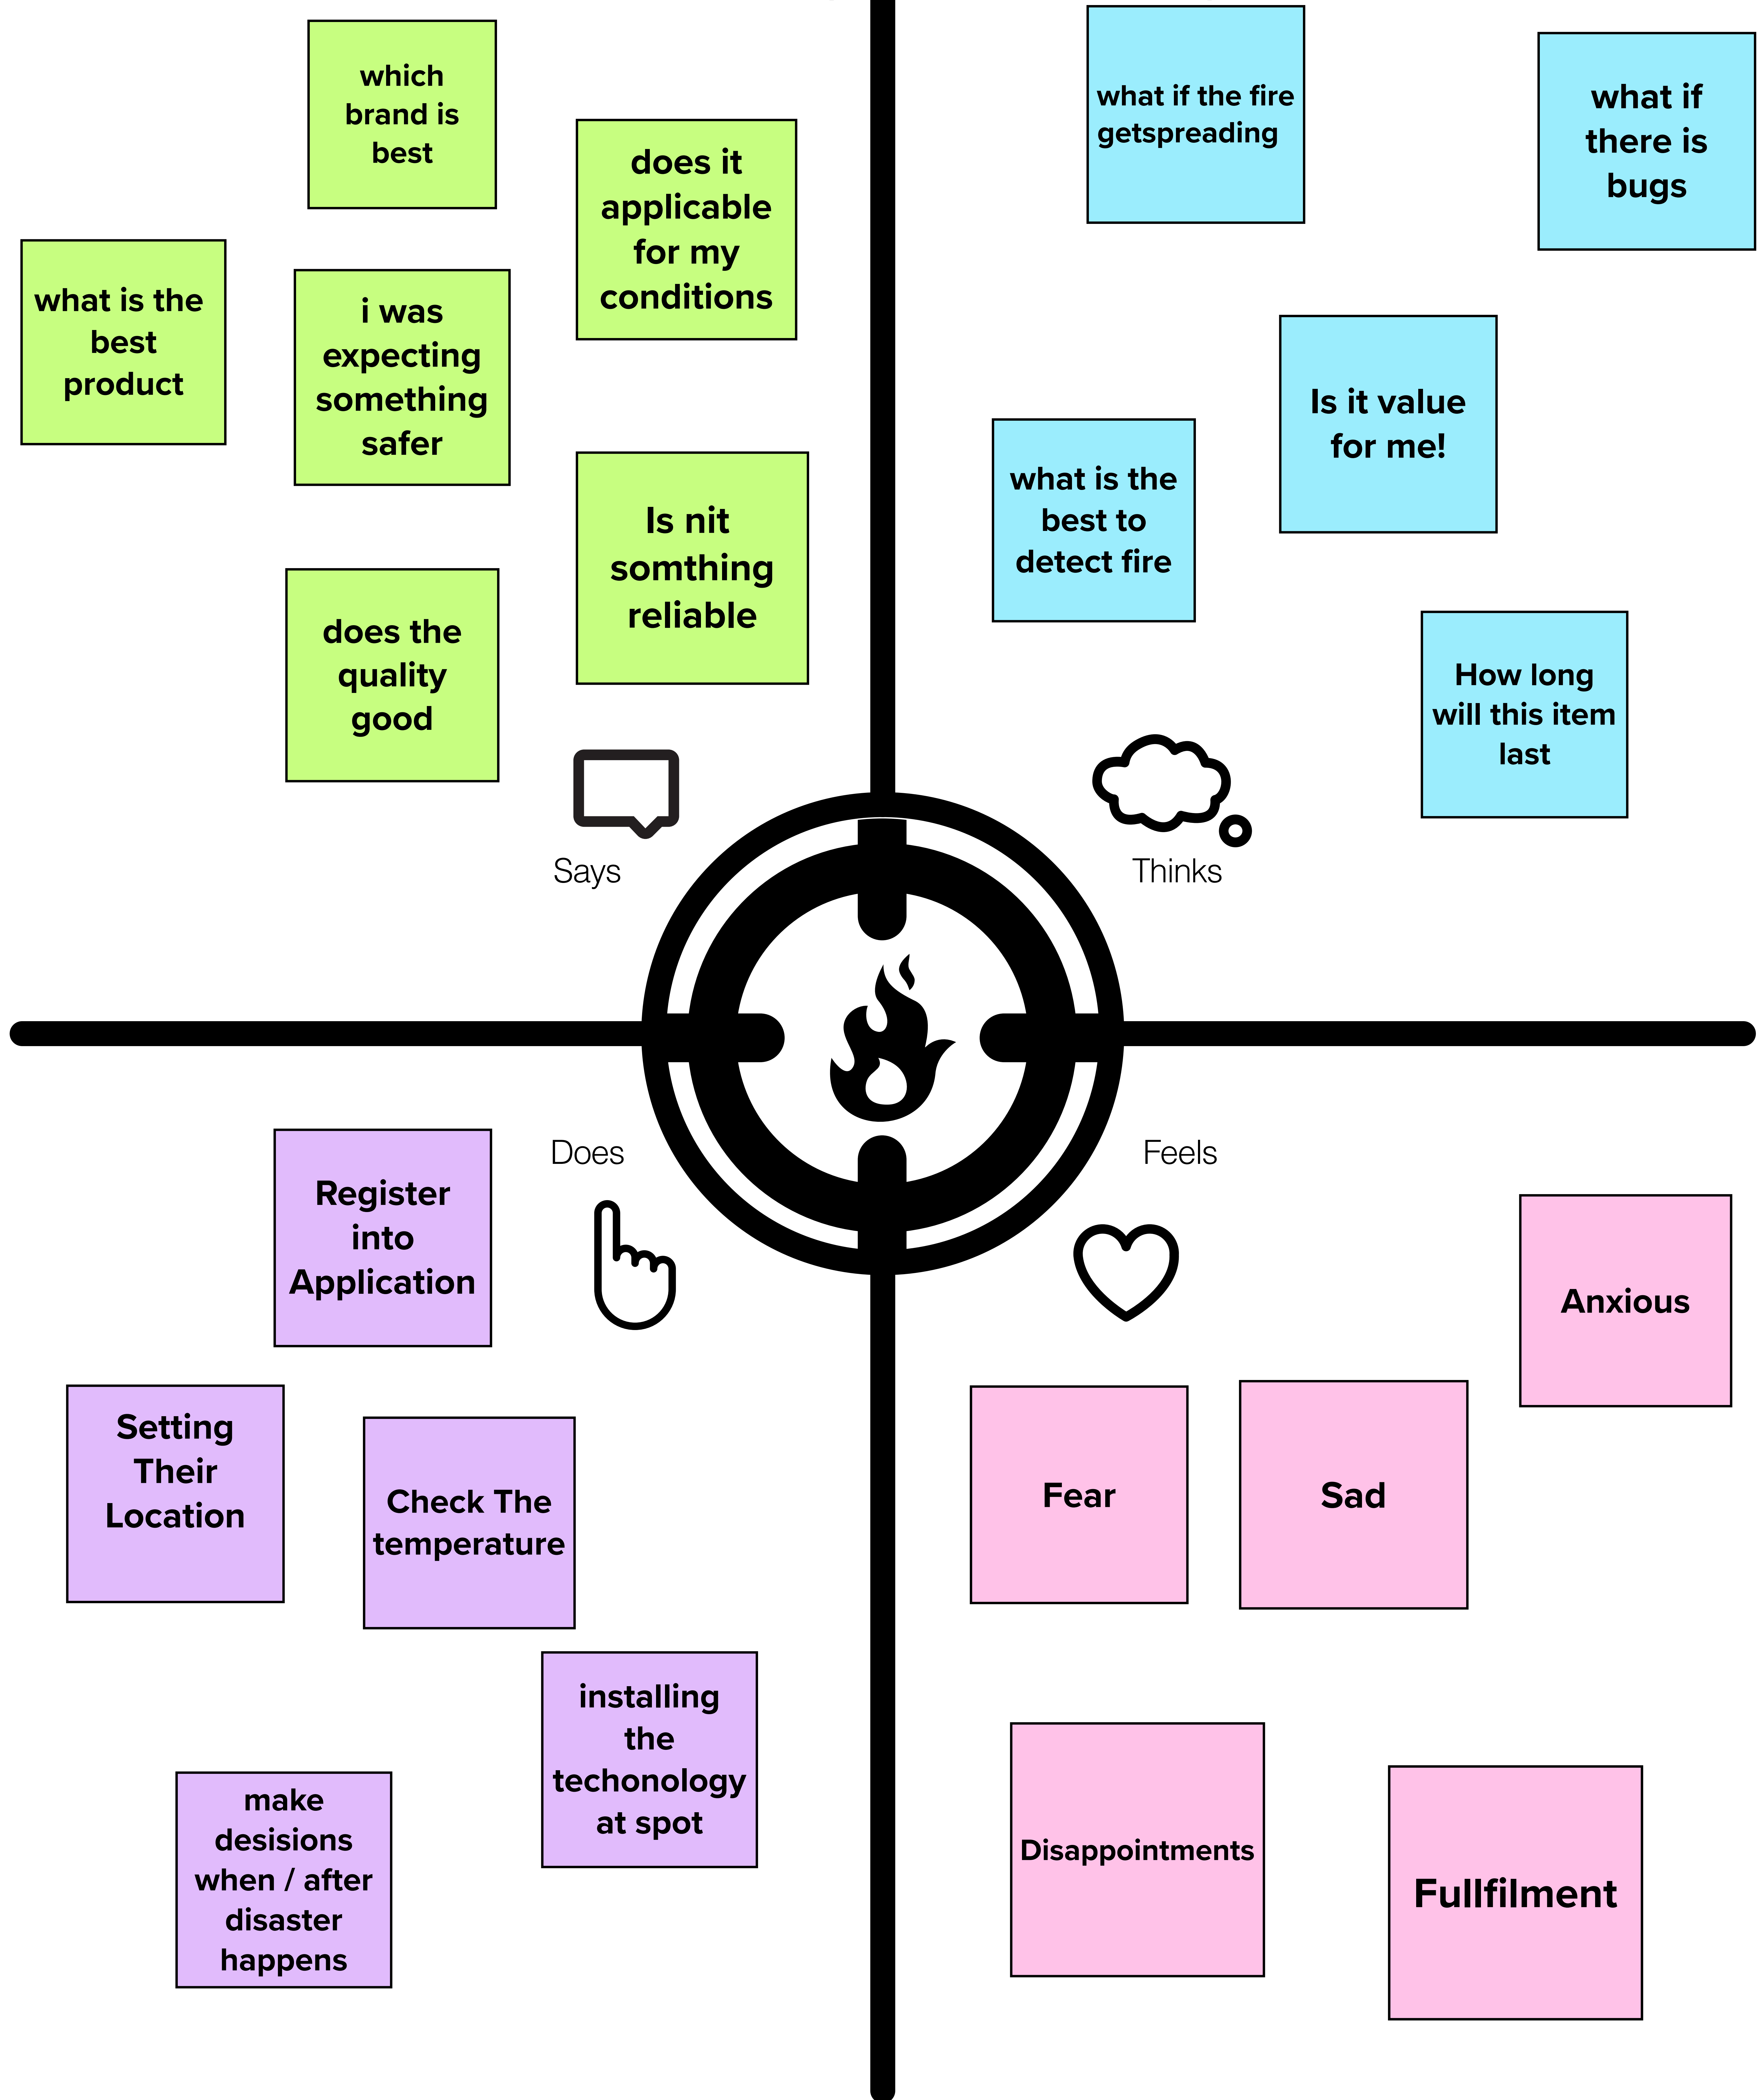 which
brand is
best
does it
applicable
for my
conditions
what is the
best
product
i was
expecting
something
safer
Is nit
somthing
reliable
does the
quality
good
Says
what if the fire
getspreading
what if
there is
bugs
Is it value
for me!
what is the
best to
detect fire
How long
will this item
last
Thinks
Does
Register
into
Application
Setting
Their
Location
Check The
temperature
installing
the
techonology
at spot
make
desisions
when / after
disaster
happens
Feels
Anxious
Fear
Sad
Disappointments
Fullfilment